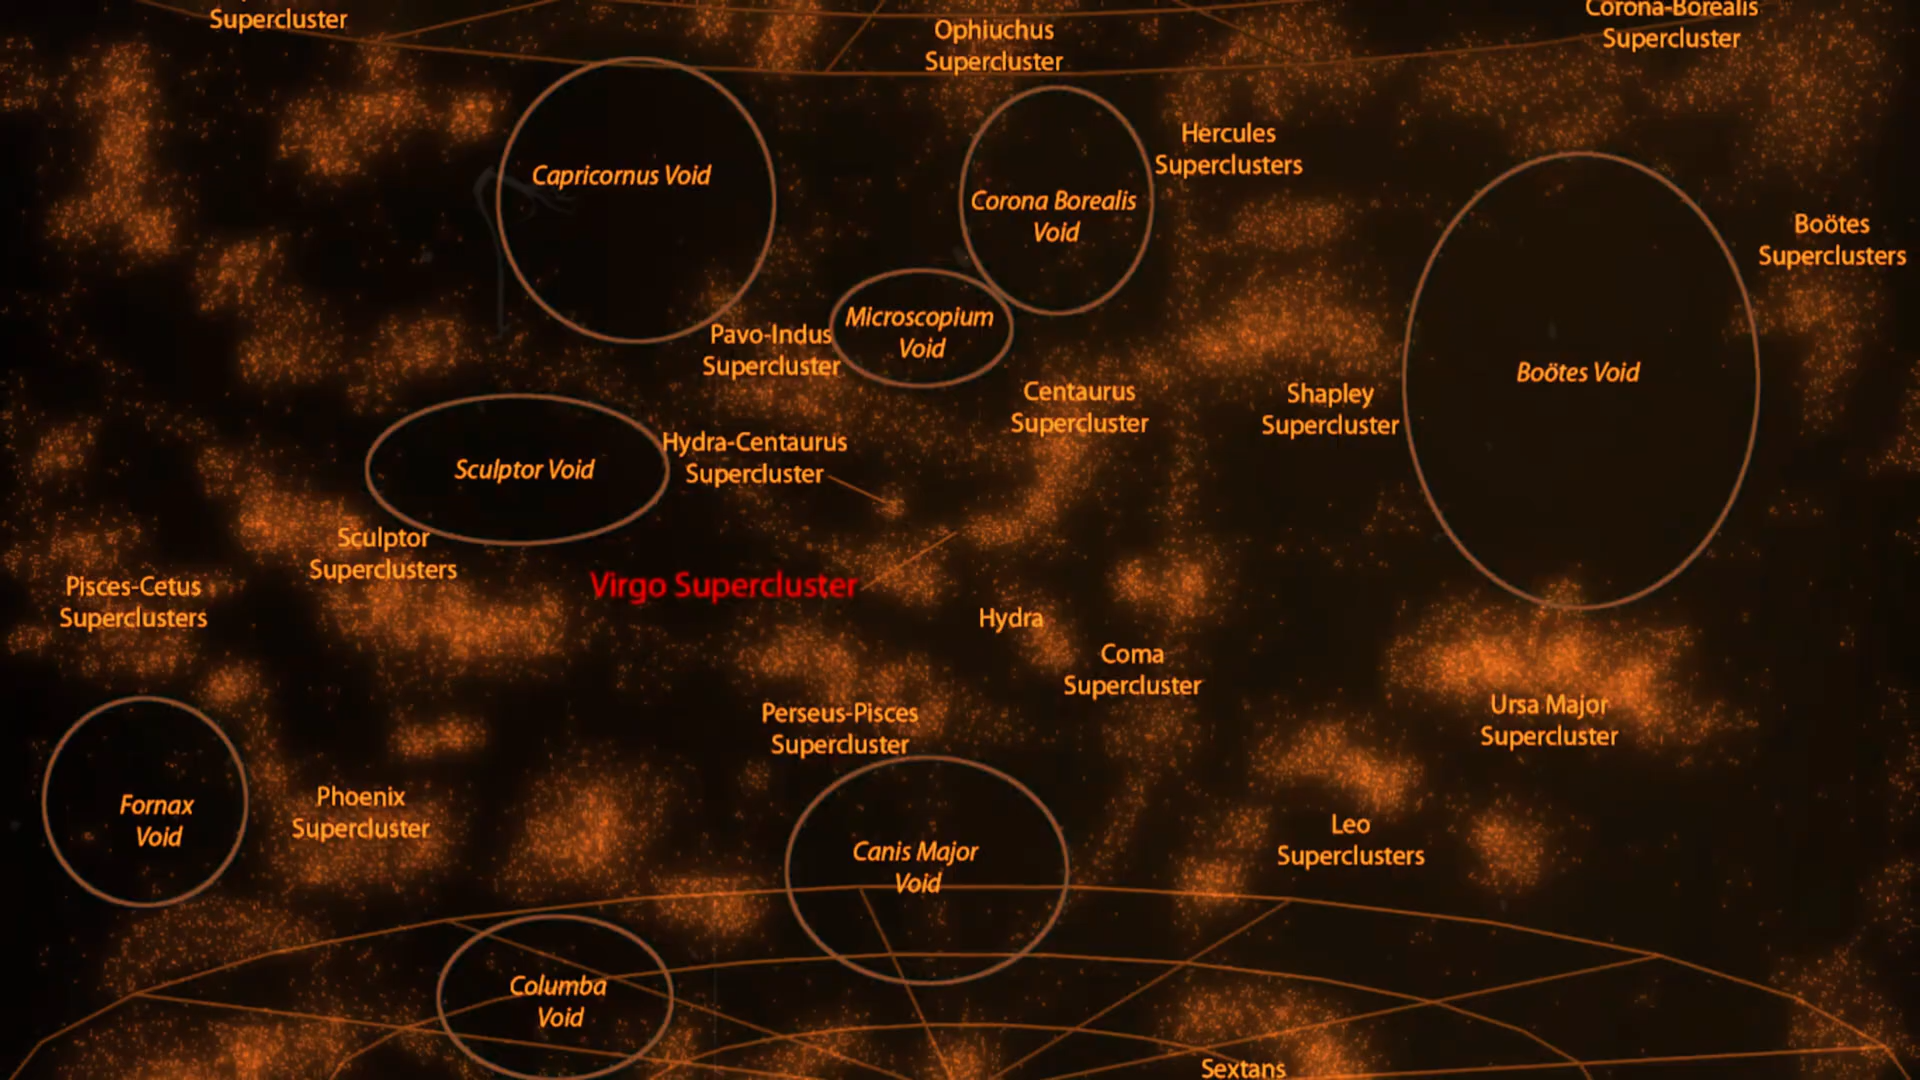 Supercluster
Ophiuchus
Supercluster
Corona-Borealis
Supercluster
Capricornus Void
Corona Borealis
Void
Hercules
Superclusters
Boötes
Superclusters
Microscopium
Void
Pavo-Indus
Supercluster
Centaurus
Supercluster
Shapley
Supercluster
Boötes Void
Sculptor Void
Hydra-Centaurus
Supercluster
Sculptor
Superclusters
Pisces-Cetus
Superclusters
Virgo Supercluster
Hydra
Coma
Supercluster
Perseus-Pisces
Supercluster
Ursa Major
Supercluster
Fornax
Void
Phoenix
Supercluster
Canis Major
Void
Leo
Superclusters
Columba
Void
Sextans